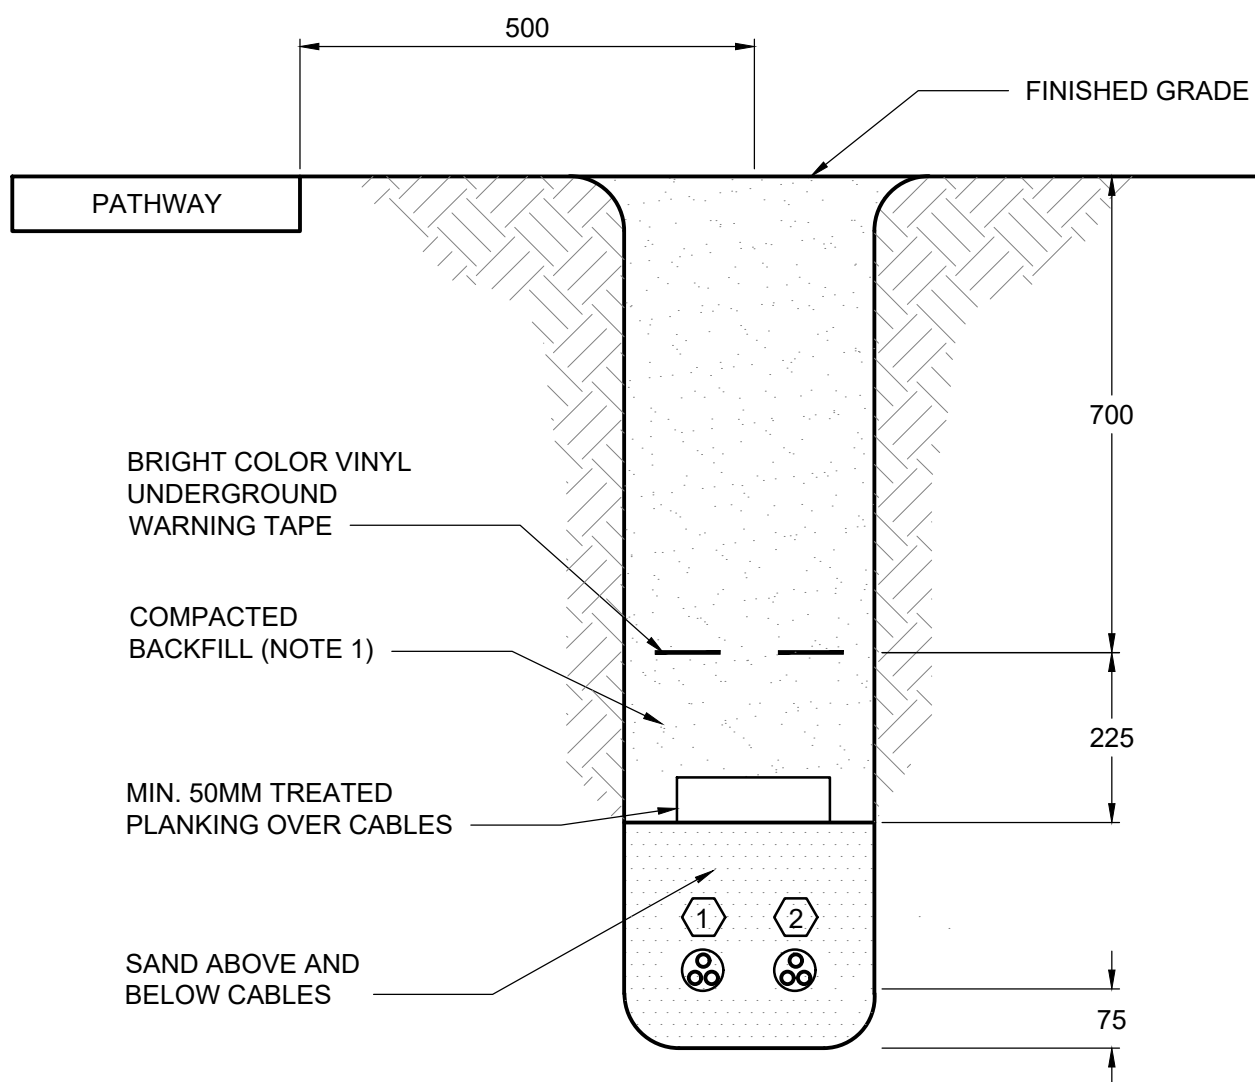 500
FINISHED GRADE
PATHWAY
700
BRIGHT COLOR VINYL
UNDERGROUND
WARNING TAPE
COMPACTED
BACKFILL (NOTE 1)
225
MIN. 50MM TREATED
PLANKING OVER CABLES
1
2
SAND ABOVE AND
BELOW CABLES
75